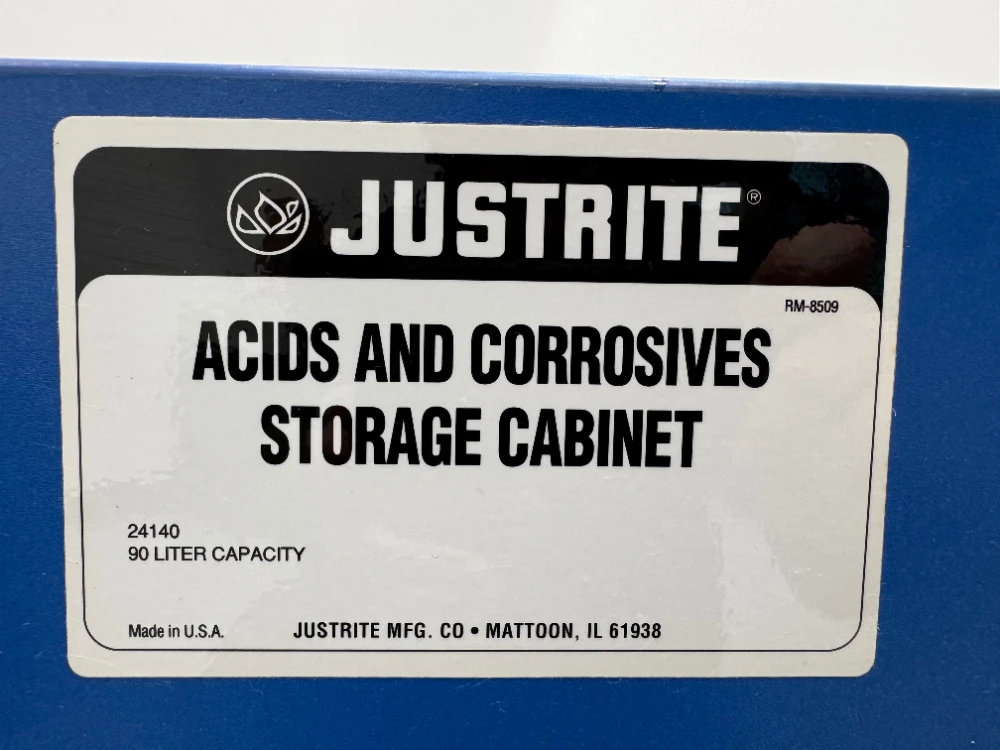 JUSTRITE®
RM-8509
ACIDS AND CORROSIVES
STORAGE CABINET
24140
90 LITER CAPACITY
Made in U.S.A. JUSTRITE MFG. CO • MATTOON, IL 61938